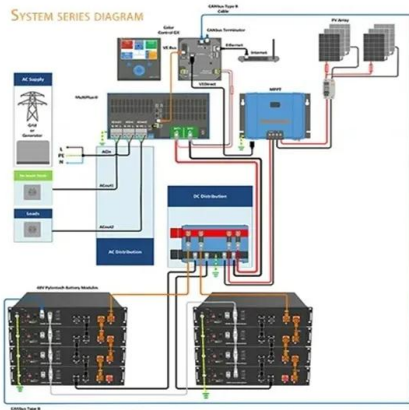 SYSTEM SERIES DIAGRAM
CANbus Type B
Cable
Color
Control GX
CANbus Terminator
PV Array
VE Bus
Ethernet
AC Supply
VE.Direct
MultiPlus-II
MPPT
Grid
or
Generator
L
PE
N
ACin
ACout1
DC Distribution
Loads
ACout2
AC Distribution
48V Pylontech Battery Modules
CANbus Type B